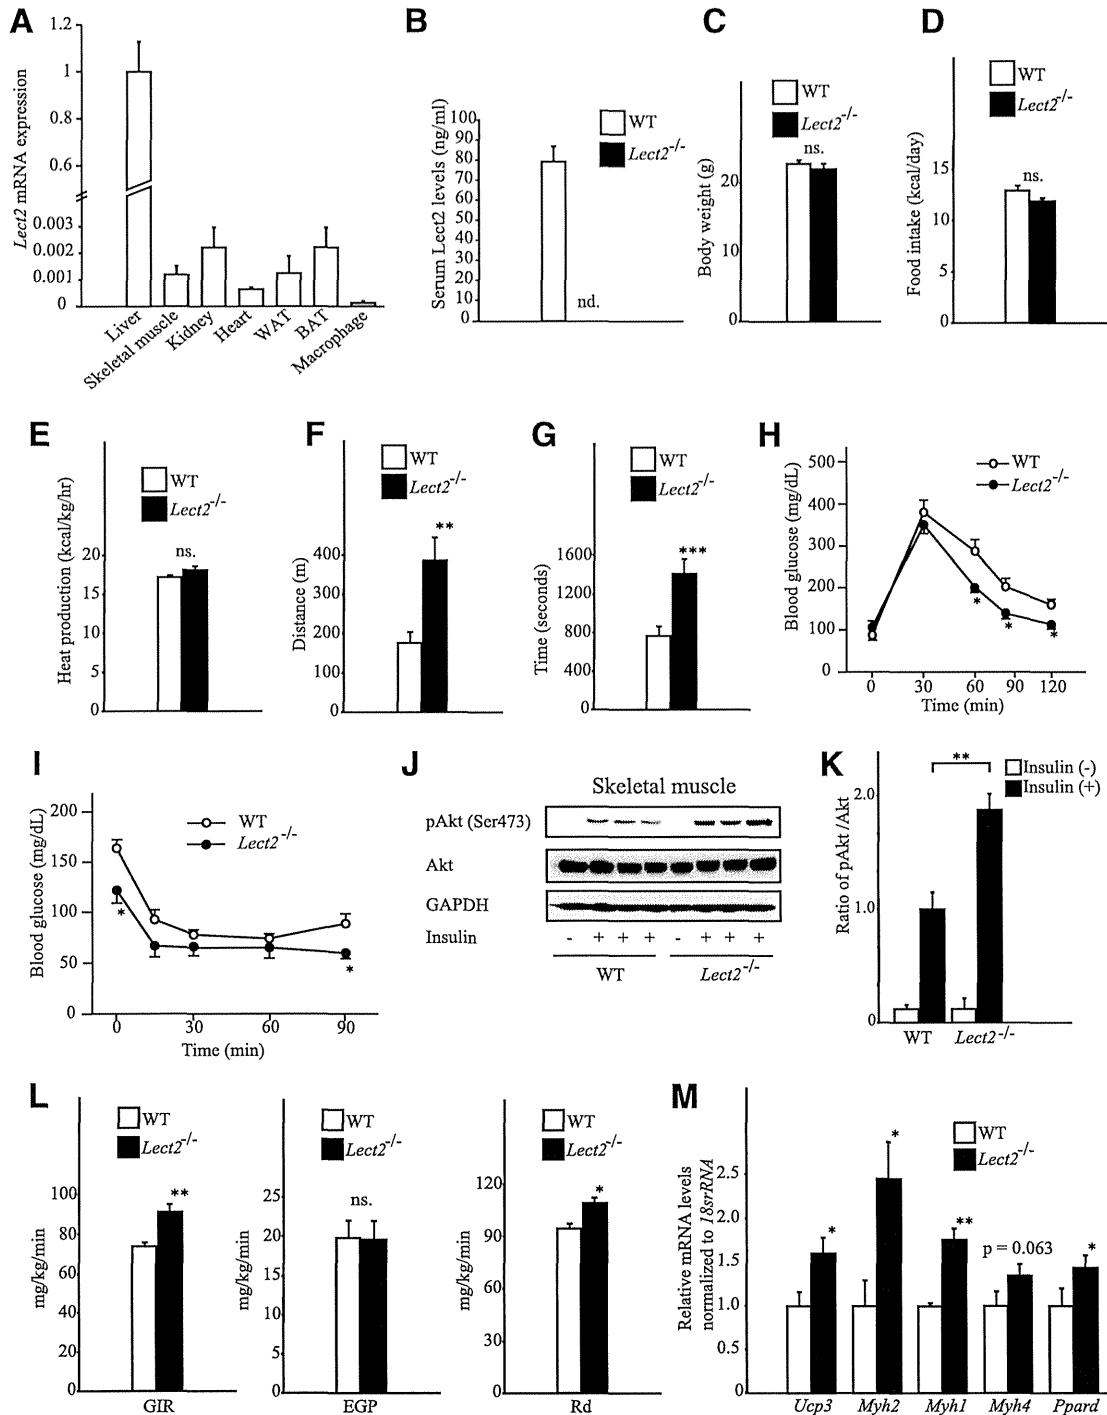 A
Lect2 mRNA expression
1.2
1
0.8
0.6
0.003
0.002
0.001
0
Liver
Skeletal muscle
Kidney
Heart
WAT
BAT
Macrophage
B
Serum Lect2 levels (ng/ml)
100
90
80
70
60
50
40
30
20
10
0
WT
Lect2-/-
nd.
C
Body weight (g)
20
10
0
WT
Lect2-/-
ns.
D
Food intake (kcal/day)
15
10
5
0
WT
Lect2-/-
ns.
E
Heat production (kcal/kg/hr)
20
15
10
5
0
WT
Lect2-/-
ns.
F
Distance (m)
400
300
200
100
0
WT
Lect2-/-
**
G
Time (seconds)
1600
1200
800
400
0
WT
Lect2-/-
***
H
Blood glucose (mg/dL)
500
400
300
200
100
0
WT
Lect2-/-
*
*
*
0 30 60 90 120
Time (min)
I
Blood glucose (mg/dL)
200
150
100
50
0
WT
Lect2-/-
*
*
0 30 60 90
Time (min)
J
Skeletal muscle
pAkt (Ser473)
Akt
GAPDH
Insulin - + + + - + + +
WT Lect2-/-
K
Ratio of pAkt /Akt
2.0
1.0
0
**
Insulin (-)
Insulin (+)
WT Lect2-/-
L
mg/kg/min
100
80
60
40
20
0
WT
Lect2-/-
**
GIR
mg/kg/min
25
20
15
10
5
0
WT
Lect2-/-
ns.
EGP
mg/kg/min
120
90
60
30
0
WT
Lect2-/-
*
Rd
M
Relative mRNA levels
normalized to 18srRNA
2.5
2.0
1.5
1.0
0.5
0
WT
Lect2-/-
*
*
**
p = 0.063
*
Ucp3 Myh2 Myh1 Myh4 Ppard